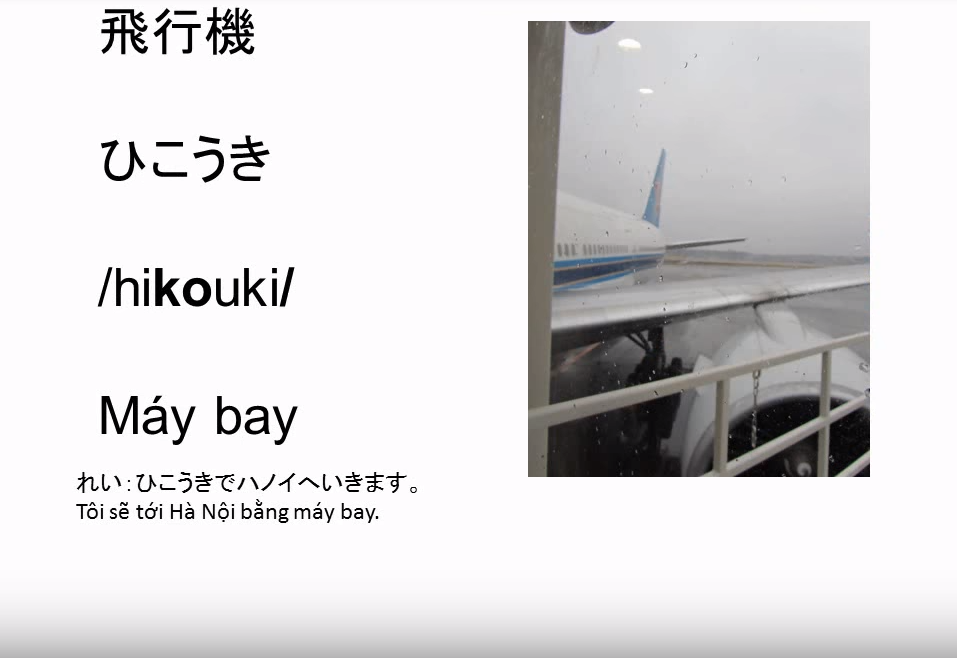 飛行機
ひこうき
/hikouki/
Máy bay
れい：ひこうきでハノイへいきます。
Tôi sẽ tới Hà Nội bằng máy bay.